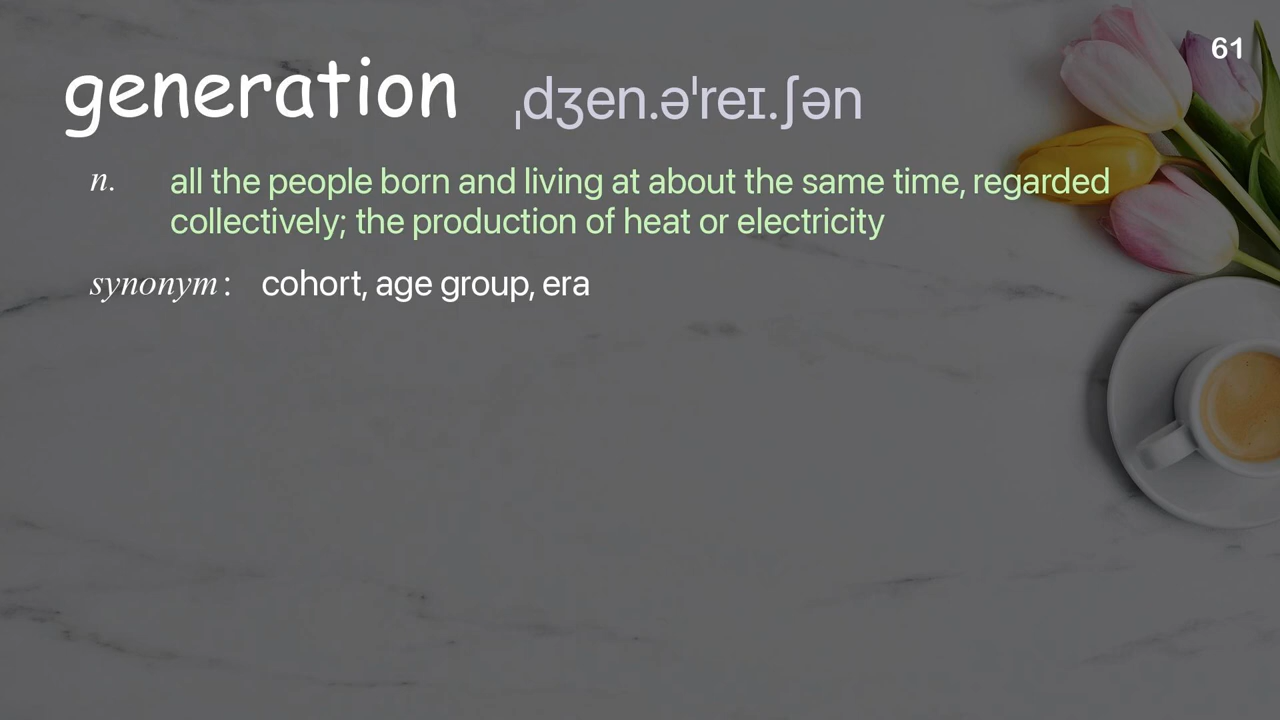 61
generation ˌdʒen.əˈreɪ.ʃən
n. all the people born and living at about the same time, regarded
collectively; the production of heat or electricity
synonym: cohort, age group, era